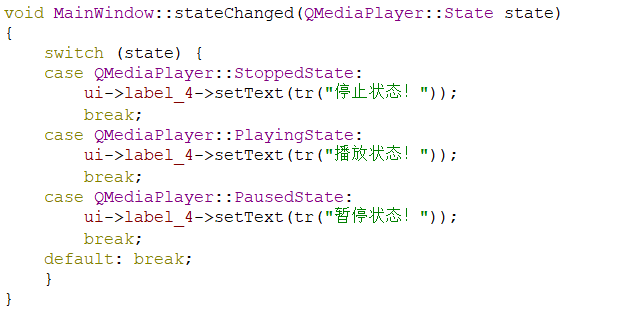 void MainWindow::stateChanged(QMediaPlayer::State state)
{
    switch (state) {
    case QMediaPlayer::StoppedState:
        ui->label_4->setText(tr("停止状态！"));
        break;
    case QMediaPlayer::PlayingState:
        ui->label_4->setText(tr("播放状态！"));
        break;
    case QMediaPlayer::PausedState:
        ui->label_4->setText(tr("暂停状态！"));
        break;
    default: break;
    }
}